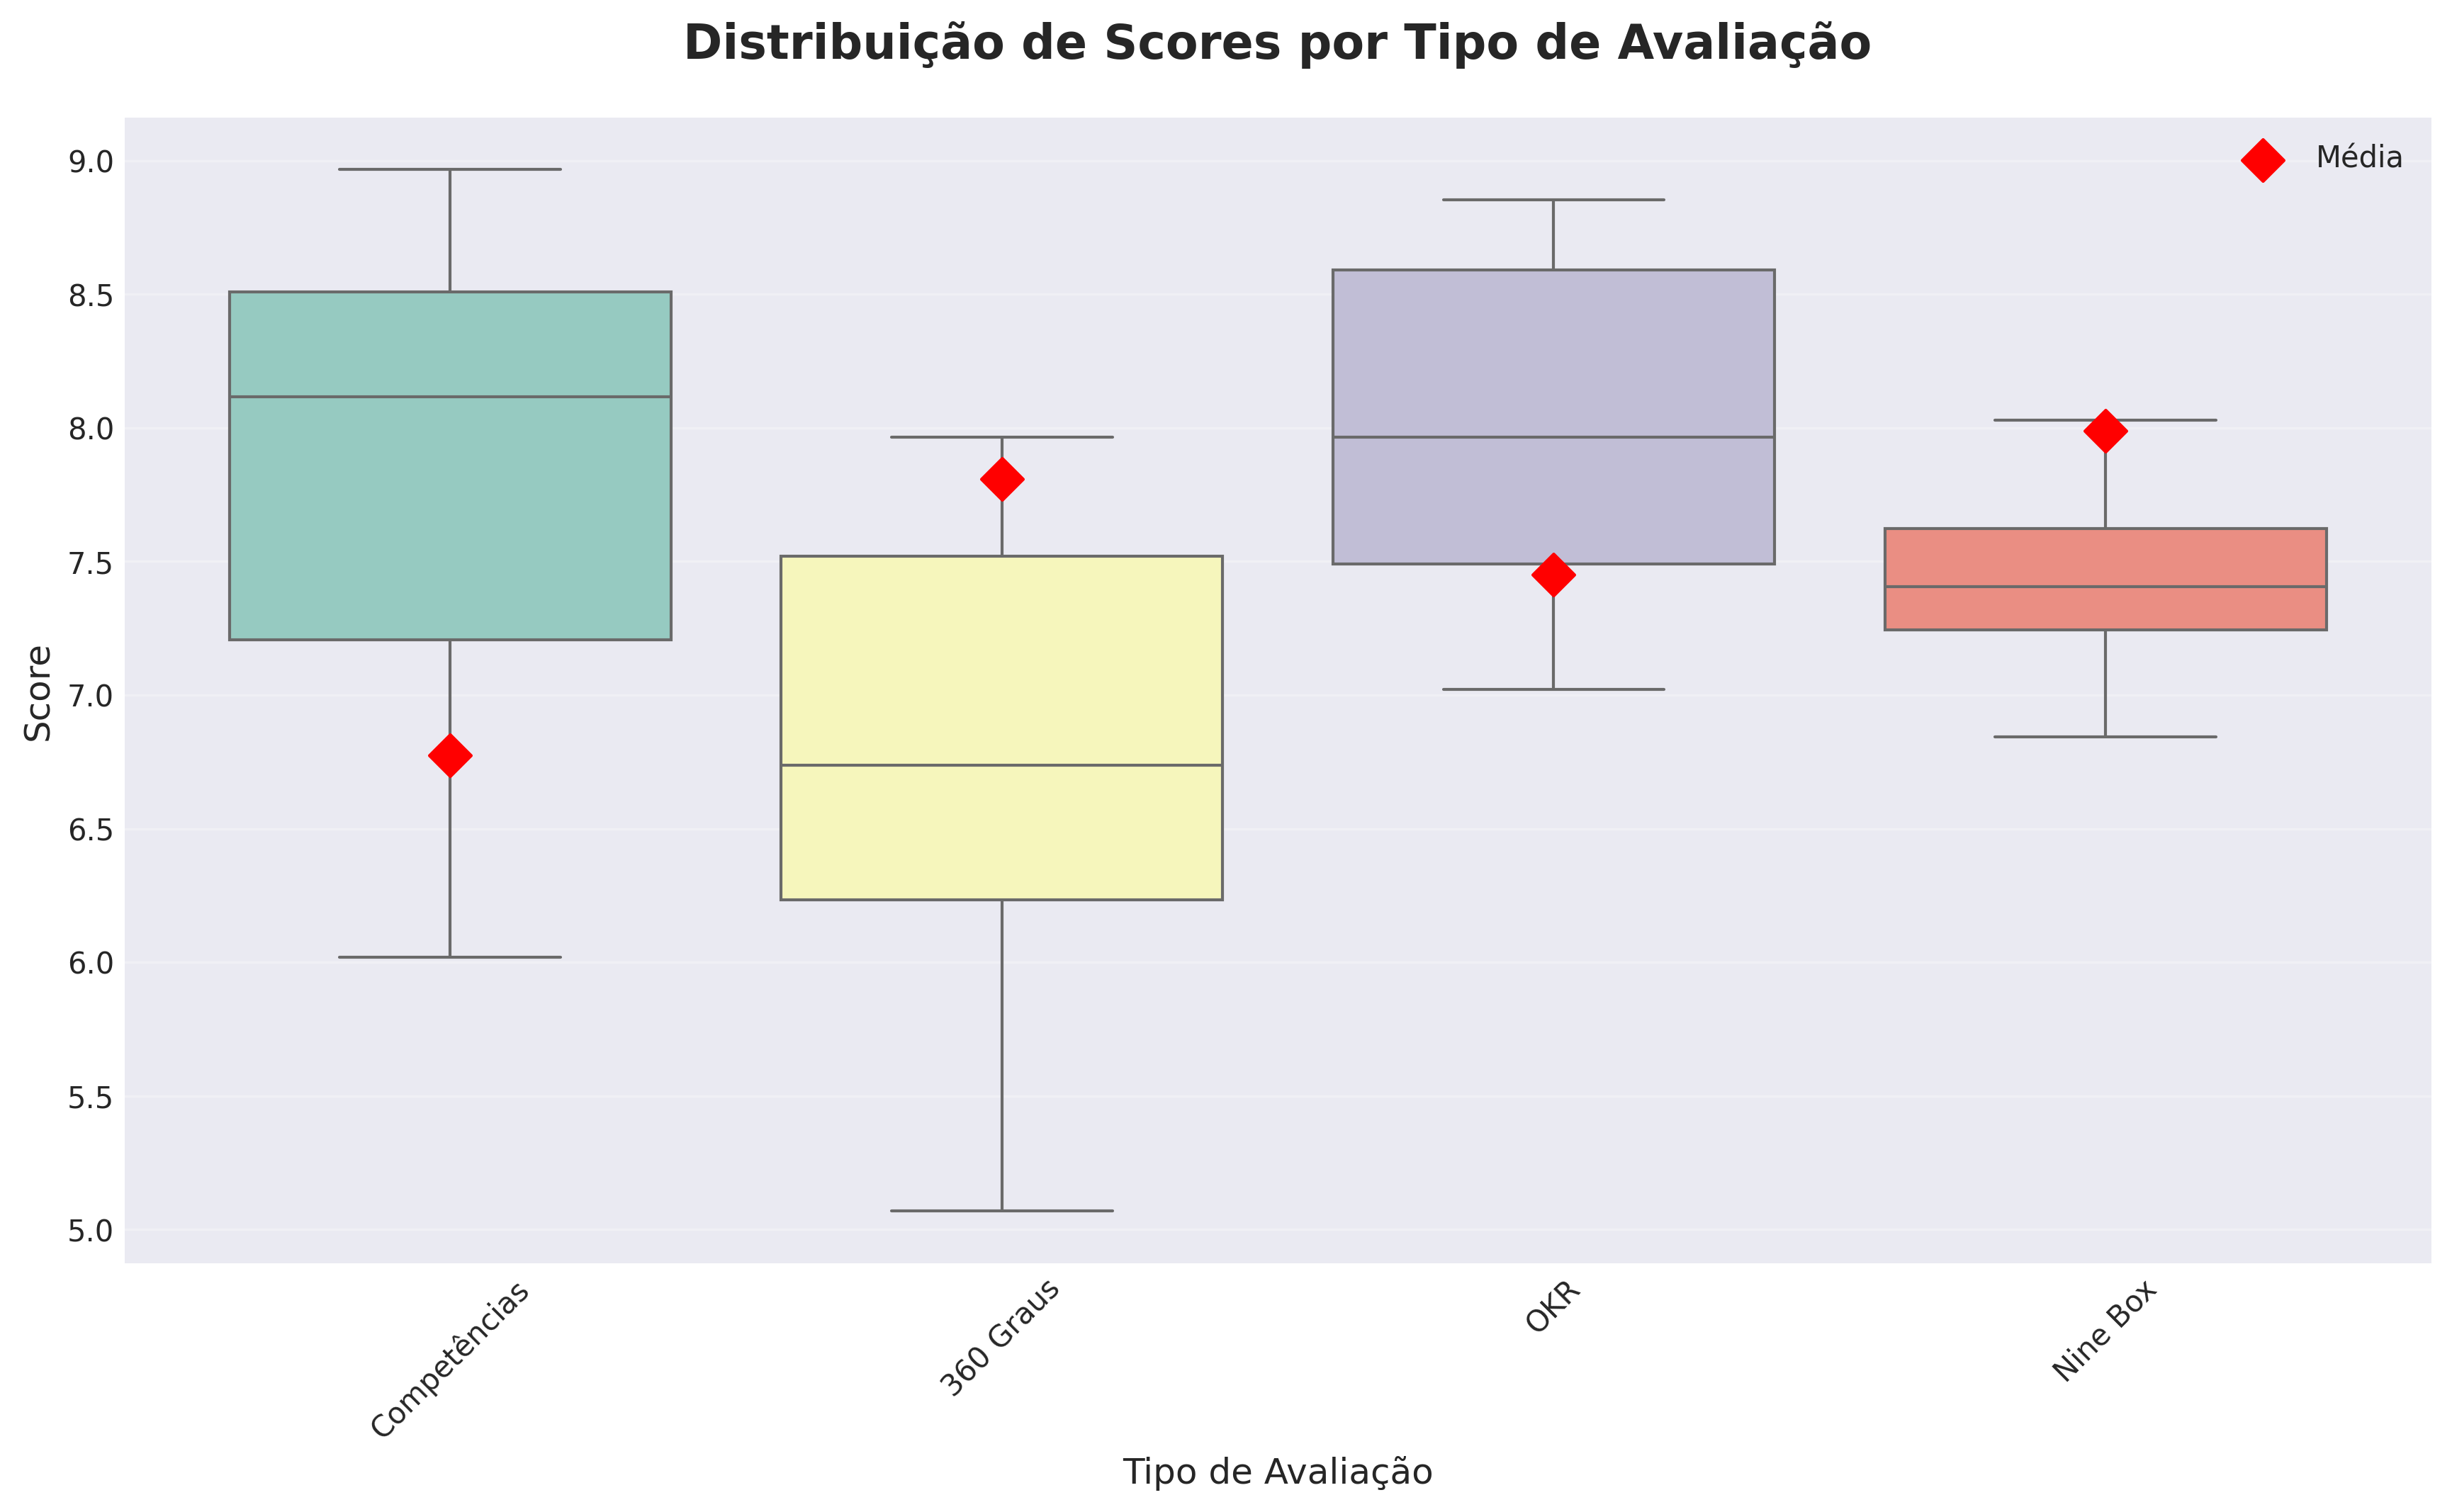 Distribuição de Scores por Tipo de Avaliação
Média
Score
9.0
8.5
8.0
7.5
7.0
6.5
6.0
5.5
5.0
Competências
360 Graus
OKR
Nine Box
Tipo de Avaliação